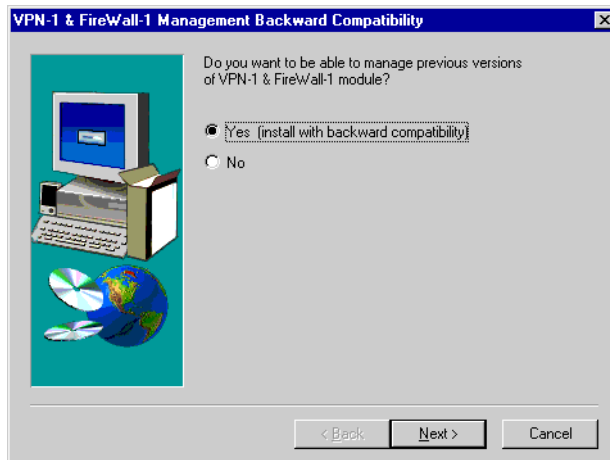 VPN-1 & FireWall-1 Management Backward Compatibility
Do you want to be able to manage previous versions
of VPN-1 & FireWall-1 module?
Yes (install with backward compatibility)
No
< Back
Next >
Cancel